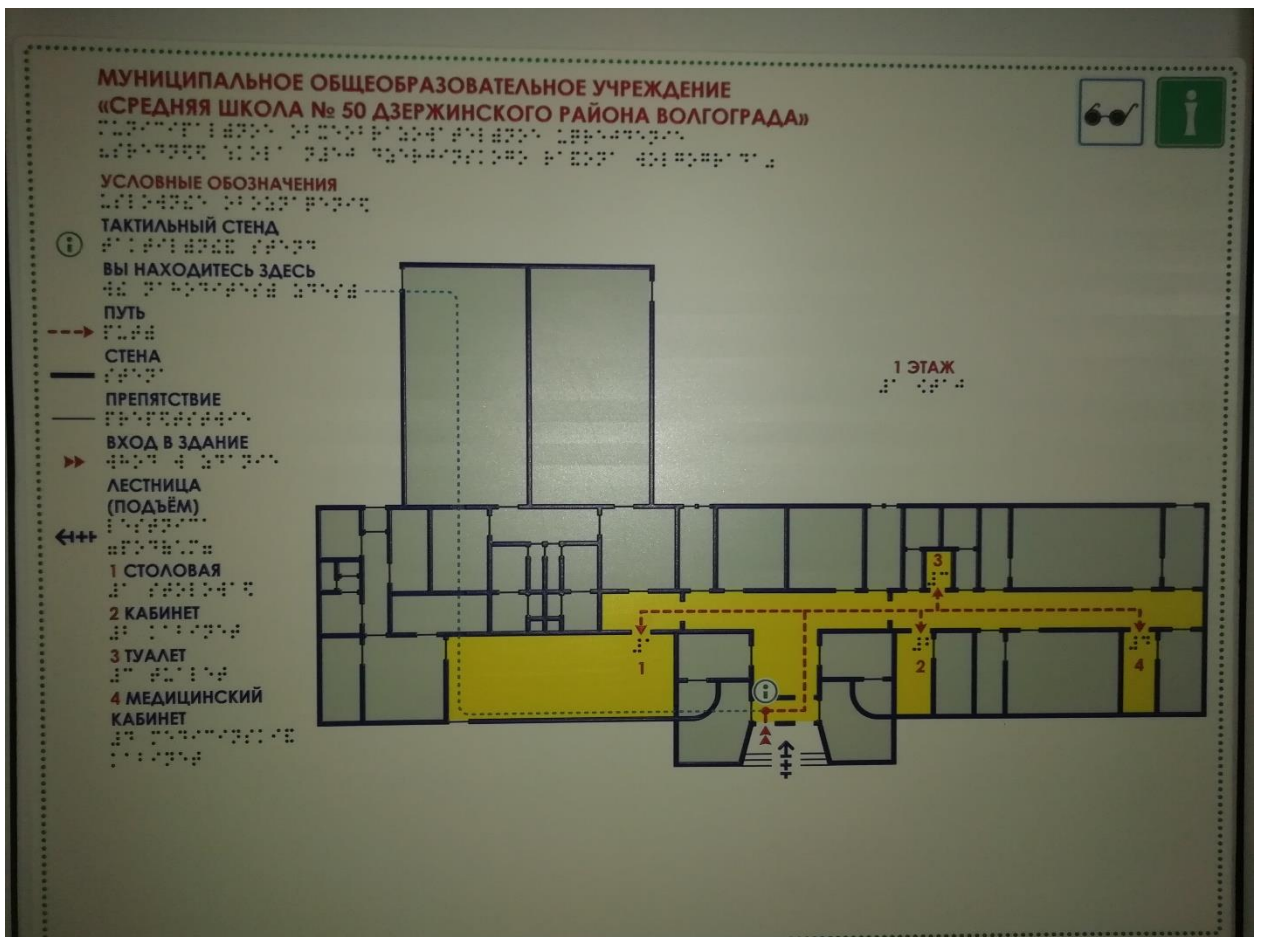 МУНИЦИПАЛЬНОЕ ОБЩЕОБРАЗОВАТЕЛЬНОЕ УЧРЕЖДЕНИЕ
«СРЕДНЯЯ ШКОЛА № 50 ДЗЕРЖИНСКОГО РАЙОНА ВОЛГОГРАДА»
УСЛОВНЫЕ ОБОЗНАЧЕНИЯ
ТАКТИЛЬНЫЙ СТЕНД
ВЫ НАХОДИТЕСЬ ЗДЕСЬ
ПУТЬ
СТЕНА
ПРЕПЯТСТВИЕ
ВХОД В ЗДАНИЕ
ЛЕСТНИЦА
(ПОДЪЁМ)
1 СТОЛОВАЯ
2 КАБИНЕТ
3 ТУАЛЕТ
4 МЕДИЦИНСКИЙ
КАБИНЕТ
1 ЭТАЖ
3
1
2
4
i